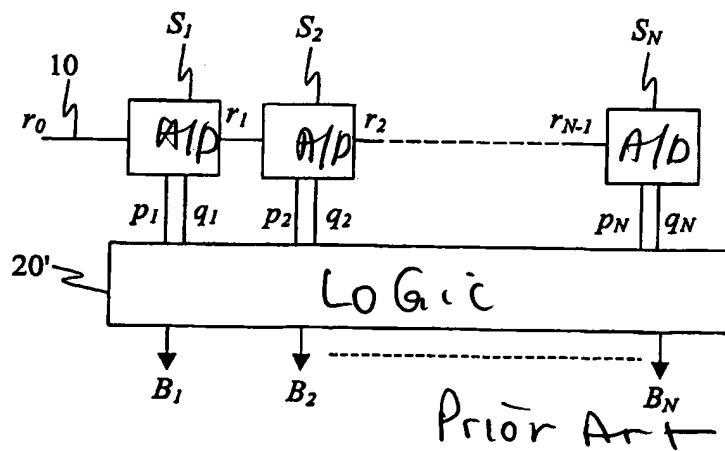 S1 S2 SN
10
r0 A/D r1 A/D r2 rN-1 A/D
p1 q1 p2 q2 pN qN
20' LOGic
B1 B2 BN
Prior Art